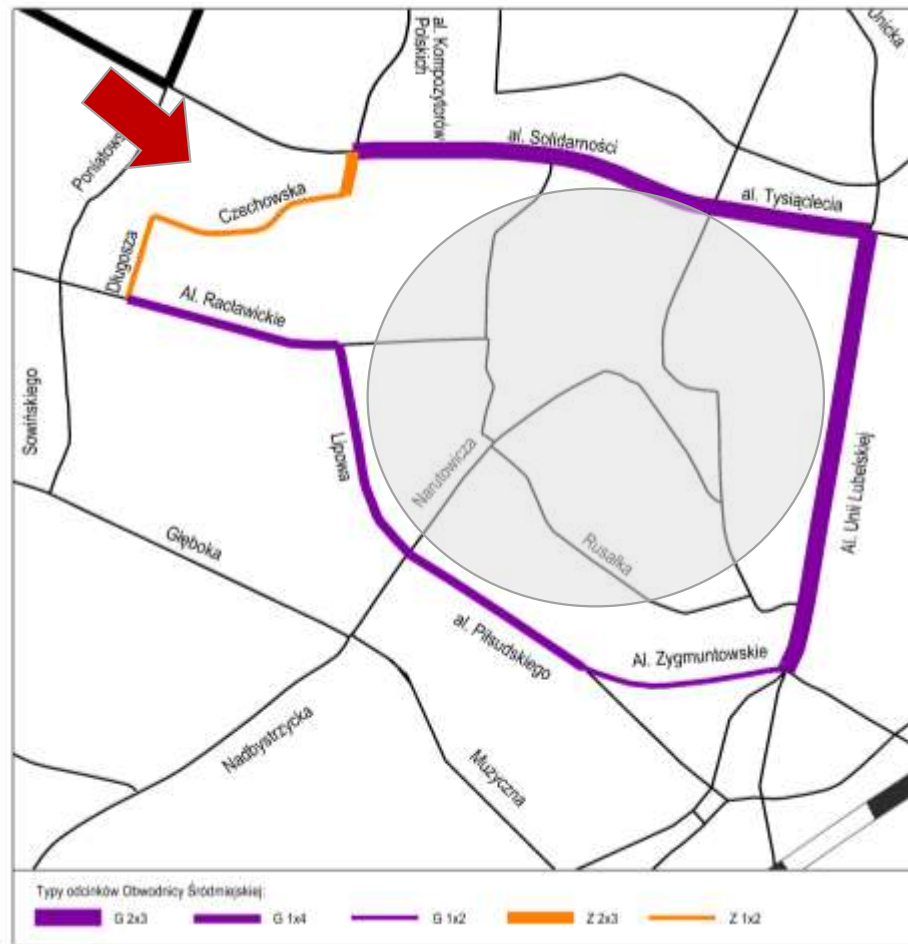 al. Kompozytorów
Polskich
Unicka
al. Solidarności
Poniatows
al. Tysiąclecia
Czechowska
Długosza
Al. Racławickie
Sowińskiego
Lipowa
Narutowicza
Al. Unii Lubelskiej
Głęboka
Rusałka
al. Piłsudskiego
Al. Zygmuntowskie
Nadbystrzycka
Muzyczna
Typy odcinków Obwodnicy Śródmiejskiej:
G 2x3 G 1x4 G 1x2 Z 2x3 Z 1x2